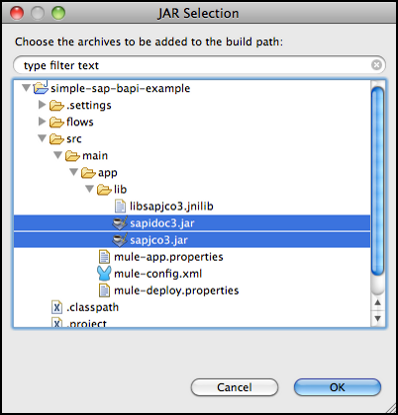 JAR Selection
Choose the archives to be added to the build path:
type filter text
simple-sap-bapi-example
.settings
flows
src
main
app
lib
libsapjco3.jnilib
sapidoc3.jar
sapjco3.jar
mule-app.properties
mule-config.xml
mule-deploy.properties
.classpath
.project
Cancel OK